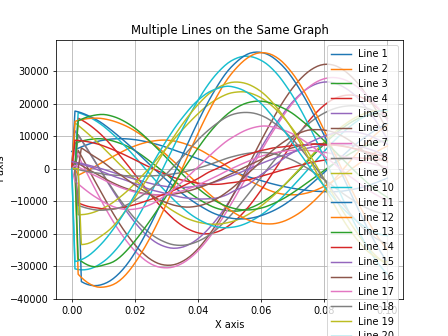 Multiple Lines on the Same Graph
30000
20000
10000
0
−10000
−20000
−30000
−40000
0.00
0.02
0.04
0.06
X axis
axis
Line 1
Line 2
Line 3
Line 4
Line 5
Line 6
Line 7
Line 8
Line 9
Line 10
Line 11
Line 12
Line 13
Line 14
Line 15
Line 16
Line 17
Line 18
Line 19
Line 20